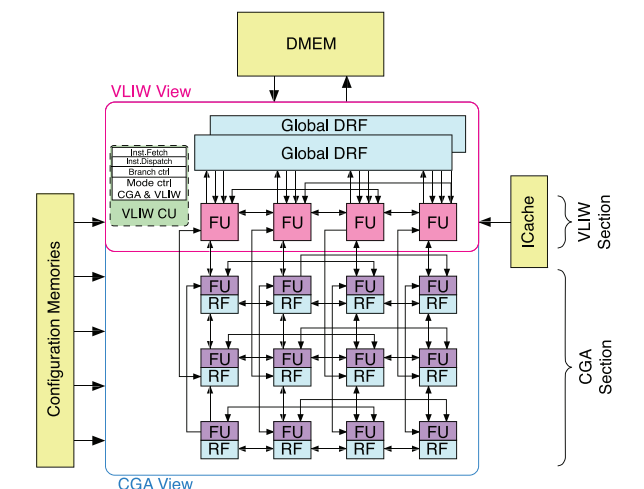 DMEM
VLIW View
Global DRF
Global DRF
Inst.Fetch
Inst.Dispatch
Branch ctrl
Mode ctrl
CGA & VLIW
VLIW CU
FU FU FU FU
ICache
VLIW
Section
Configuration Memories
FU FU FU FU
RF RF RF RF
FU FU FU FU
RF RF RF RF
FU FU FU FU
RF RF RF RF
CGA
Section
CGA View